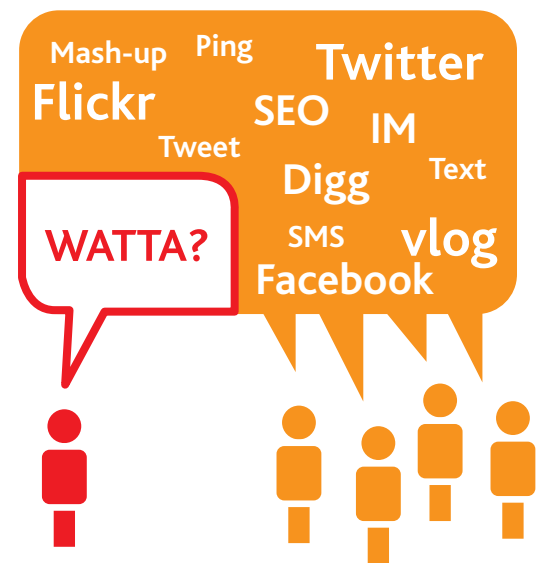 Mash-up
Ping
Twitter
Flickr
SEO
IM
Tweet
Digg
Text
WATTA?
SMS
vlog
Facebook